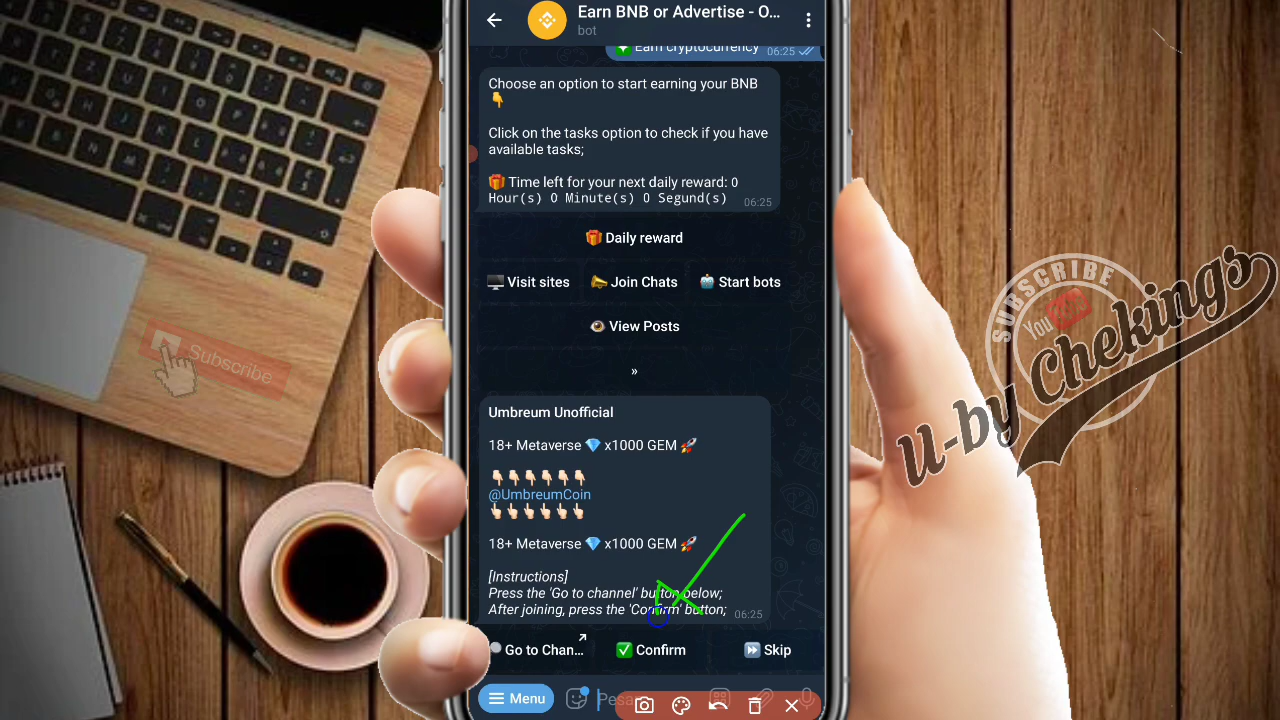 Earn BNB or Advertise - O...
bot
Earn cryptocurrency 06:25
Choose an option to start earning your BNB
👇
Click on the tasks option to check if you have
available tasks;
🎁 Time left for your next daily reward: 0
Hour(s) 0 Minute(s) 0 Segund(s) 06:25
🎁 Daily reward
🖥 Visit sites 📣 Join Chats 🤖 Start bots
👁 View Posts
»
Umbreum Unofficial
18+ Metaverse 💎 x1000 GEM 🚀
👇🏻👇🏻👇🏻👇🏻👇🏻👇🏻
@UmbreumCoin
👆🏻👆🏻👆🏻👆🏻👆🏻👆🏻
18+ Metaverse 💎 x1000 GEM 🚀
[Instructions]
Press the 'Go to channel' button below;
After joining, press the 'Confirm' button; 06:25
Go to Chan... ✅ Confirm ⏩ Skip
Menu
Subscribe
SUBSCRIBE
You
U-by Chekings